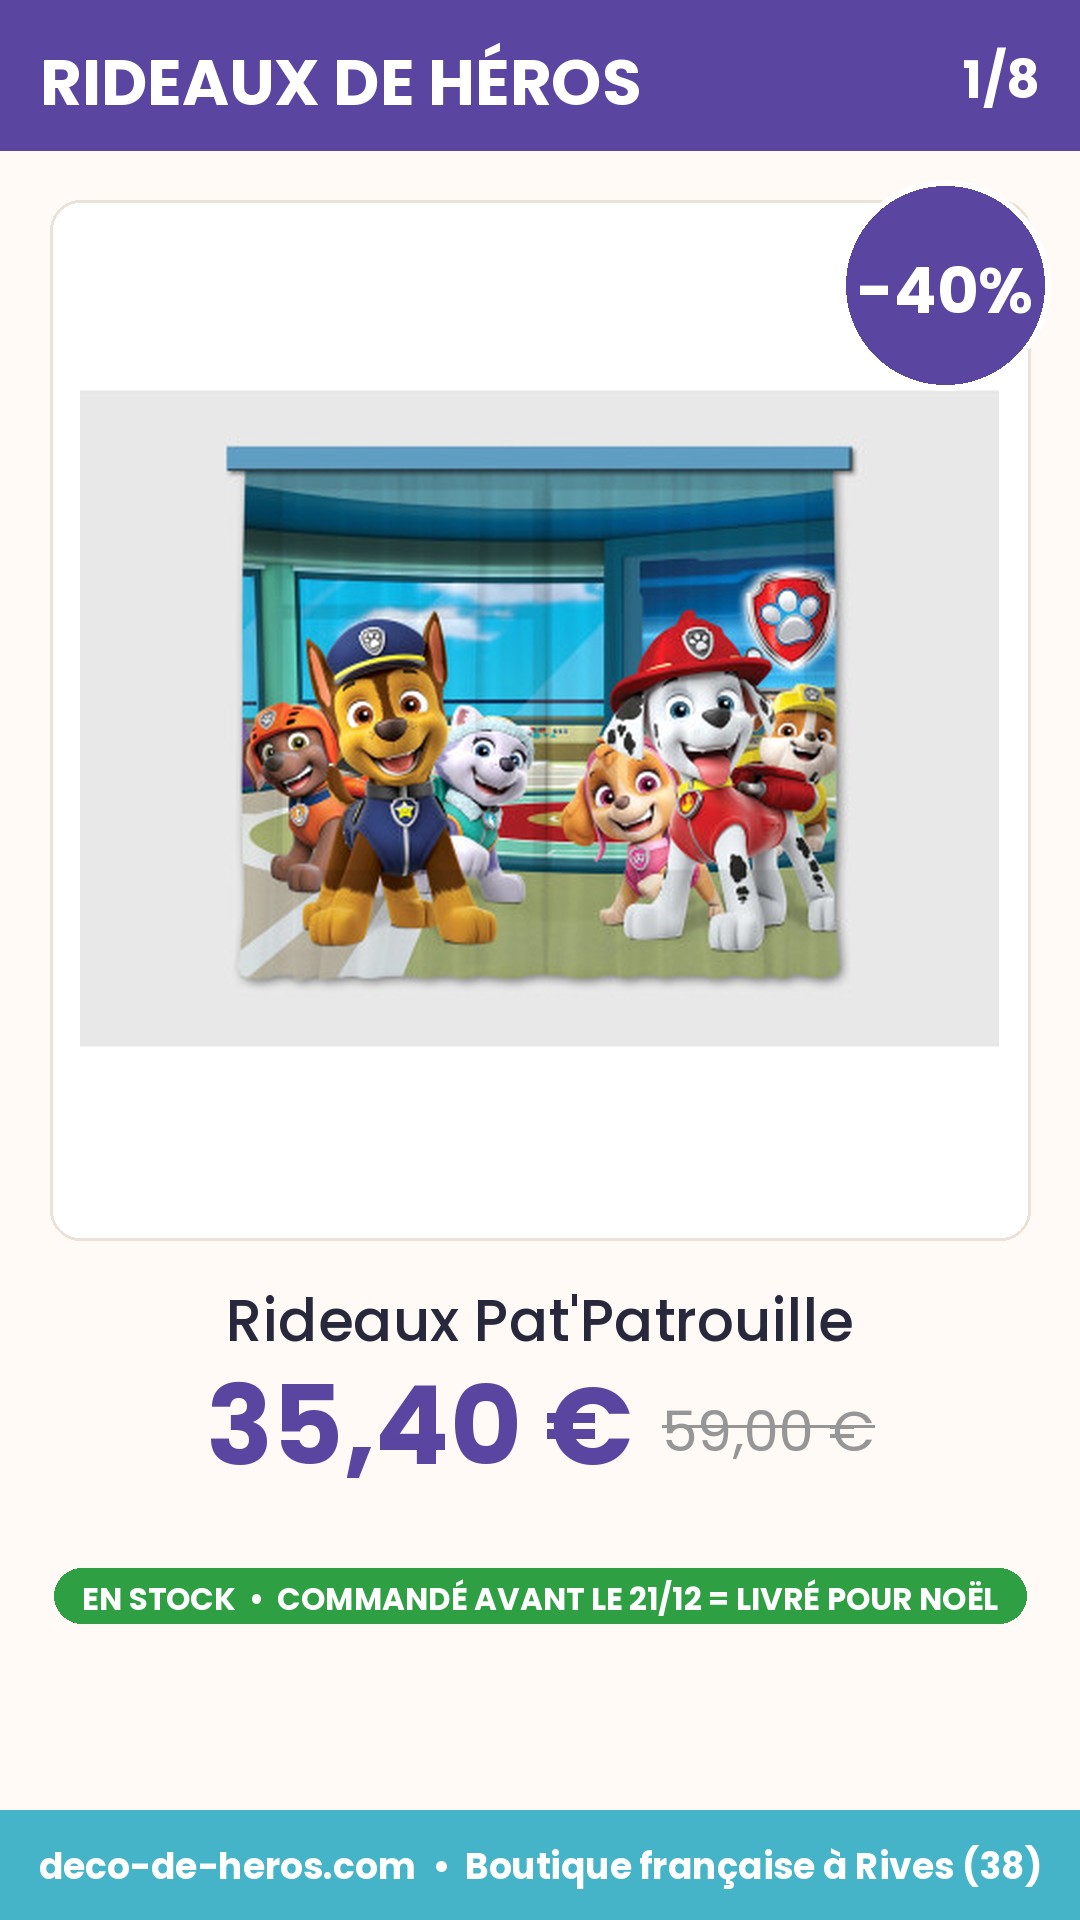 RIDEAUX DE HÉROS
1/8
-40%
Rideaux Pat'Patrouille
35,40 € 59,00 €
EN STOCK • COMMANDÉ AVANT LE 21/12 = LIVRÉ POUR NOËL
deco-de-heros.com • Boutique française à Rives (38)